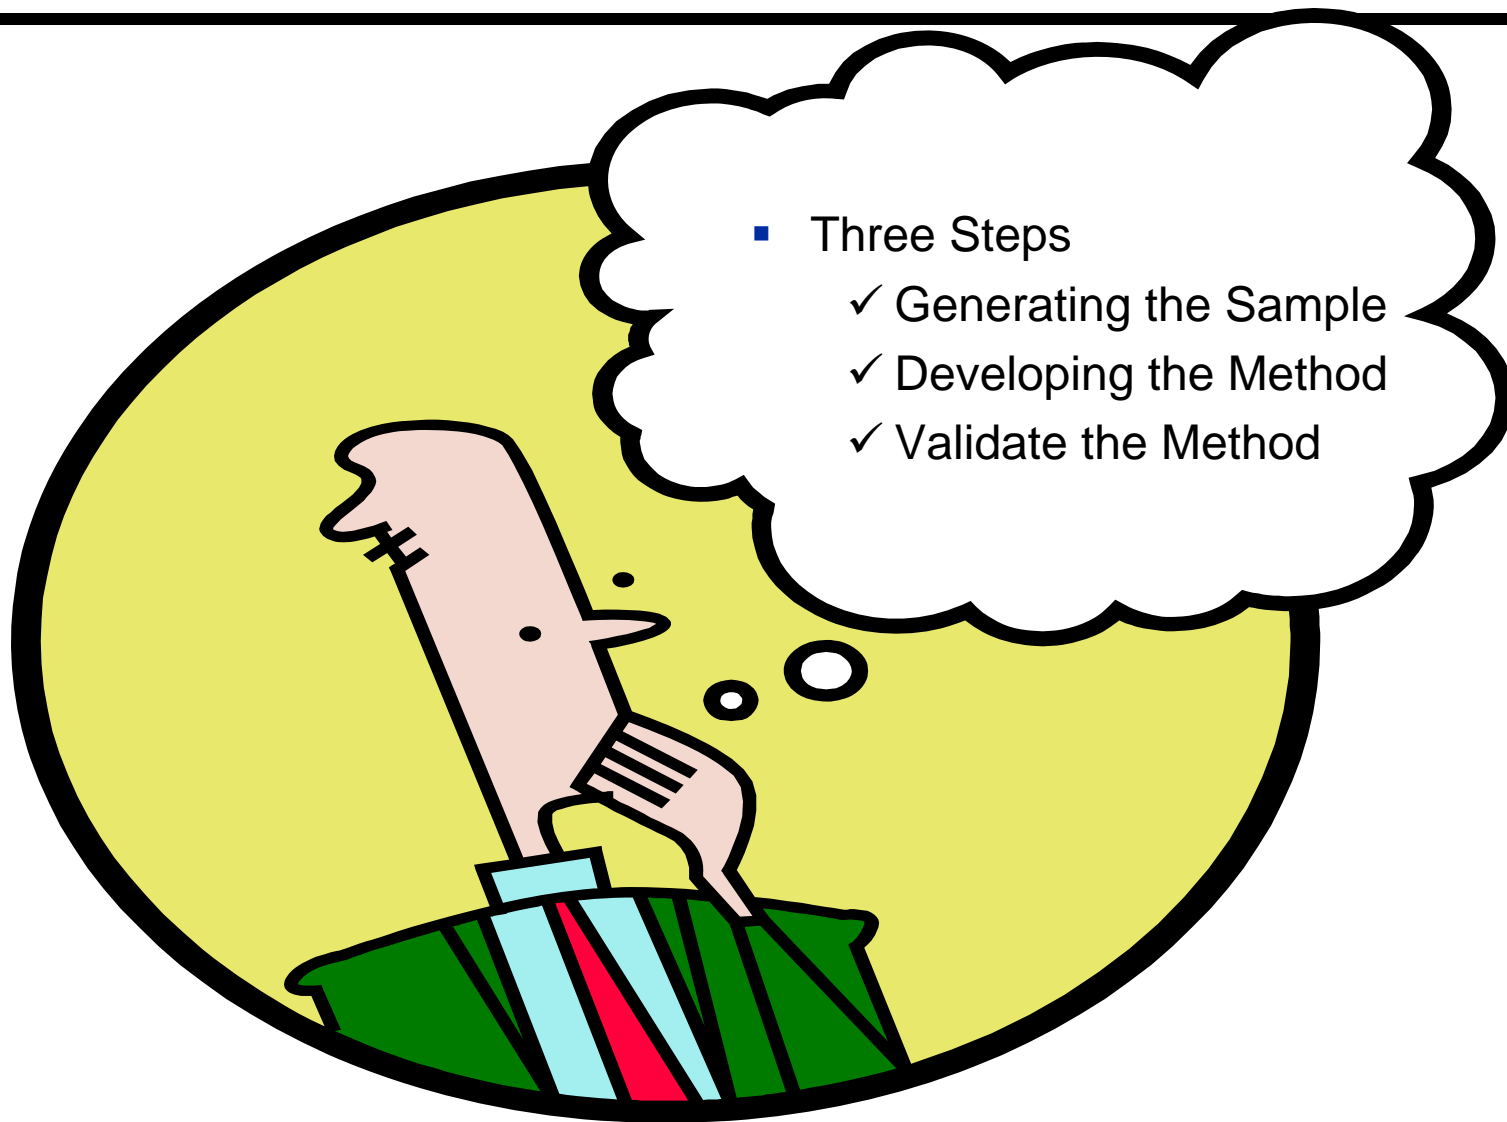 ▪ Three Steps
✓ Generating the Sample
✓ Developing the Method
✓ Validate the Method